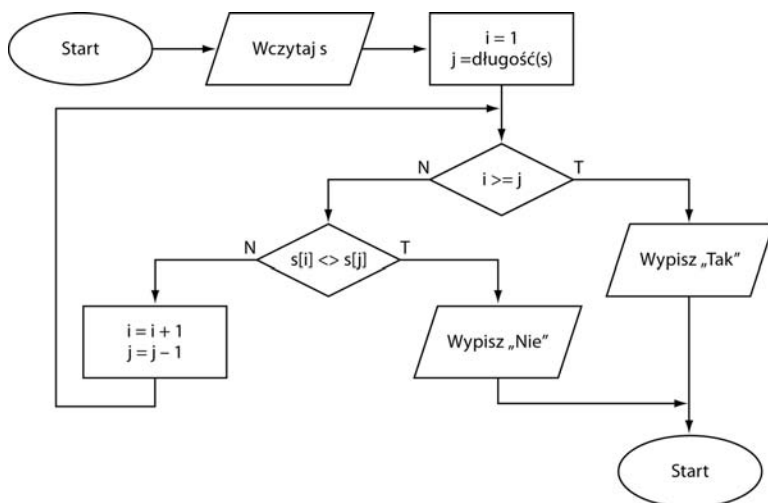 Start
Wczytaj s
i = 1
j =długość(s)
N
T
i >= j
N
T
s[i] <> s[j]
Wypisz „Tak”
i = i + 1
j = j – 1
Wypisz „Nie”
Start